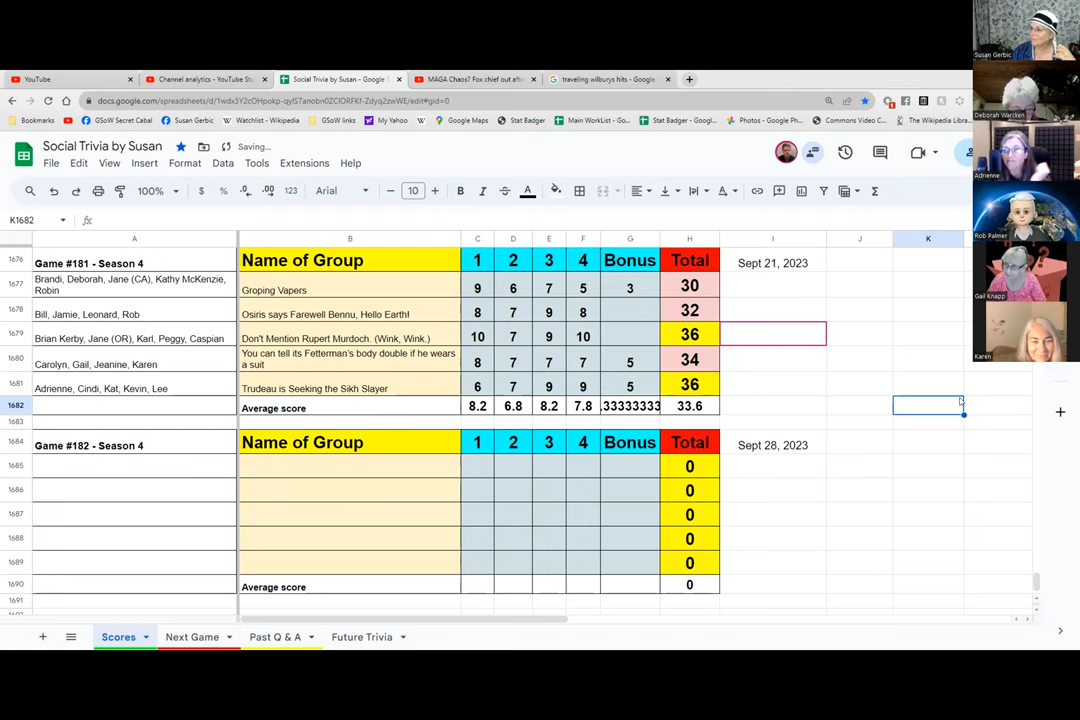 YouTube × Channel analytics - YouTube Stu × Social Trivia by Susan - Google × MAGA Chaos? Fox chief out afte × traveling wilburys hits - Google × +
docs.google.com/spreadsheets/d/1wdx3Y2cOHpokp-qyIS7anobn0ZClORFKf-Zdyq2zwWE/edit#gid=0
Bookmarks GSoW Secret Cabal Susan Gerbic Watchlist - Wikipedia GSoW links My Yahoo Google Maps Stat Badger Main WorkList - Go... Stat Badger - Googl... Photos - Google Ph... Commons Video C... The Wikipedia Libra
Social Trivia by Susan Saving...
File Edit View Insert Format Data Tools Extensions Help
100% $ % .0 .00 123 Arial − 10 + B I A
K1682 fx
A B C D E F G H I J K
1676 Game #181 - Season 4 Name of Group 1 2 3 4 Bonus Total Sept 21, 2023
1677 Brandi, Deborah, Jane (CA), Kathy McKenzie, Robin Groping Vapers 9 6 7 5 3 30
1678 Bill, Jamie, Leonard, Rob Osiris says Farewell Bennu, Hello Earth! 8 7 9 8 32
1679 Brian Kerby, Jane (OR), Karl, Peggy, Caspian Don't Mention Rupert Murdoch. (Wink, Wink.) 10 7 9 10 36
1680 Carolyn, Gail, Jeanine, Karen You can tell its Fetterman's body double if he wears a suit 8 7 7 7 5 34
1681 Adrienne, Cindi, Kat, Kevin, Lee Trudeau is Seeking the Sikh Slayer 6 7 9 9 5 36
1682 Average score 8.2 6.8 8.2 7.8 .33333333 33.6
1683
1684 Game #182 - Season 4 Name of Group 1 2 3 4 Bonus Total Sept 28, 2023
1685 0
1686 0
1687 0
1688 0
1689 0
1690 Average score 0
1691
+ Scores Next Game Past Q & A Future Trivia
Susan Gerbic
Deborah Warcken
Adrienne
Rob Palmer
Gail Knapp
Karen